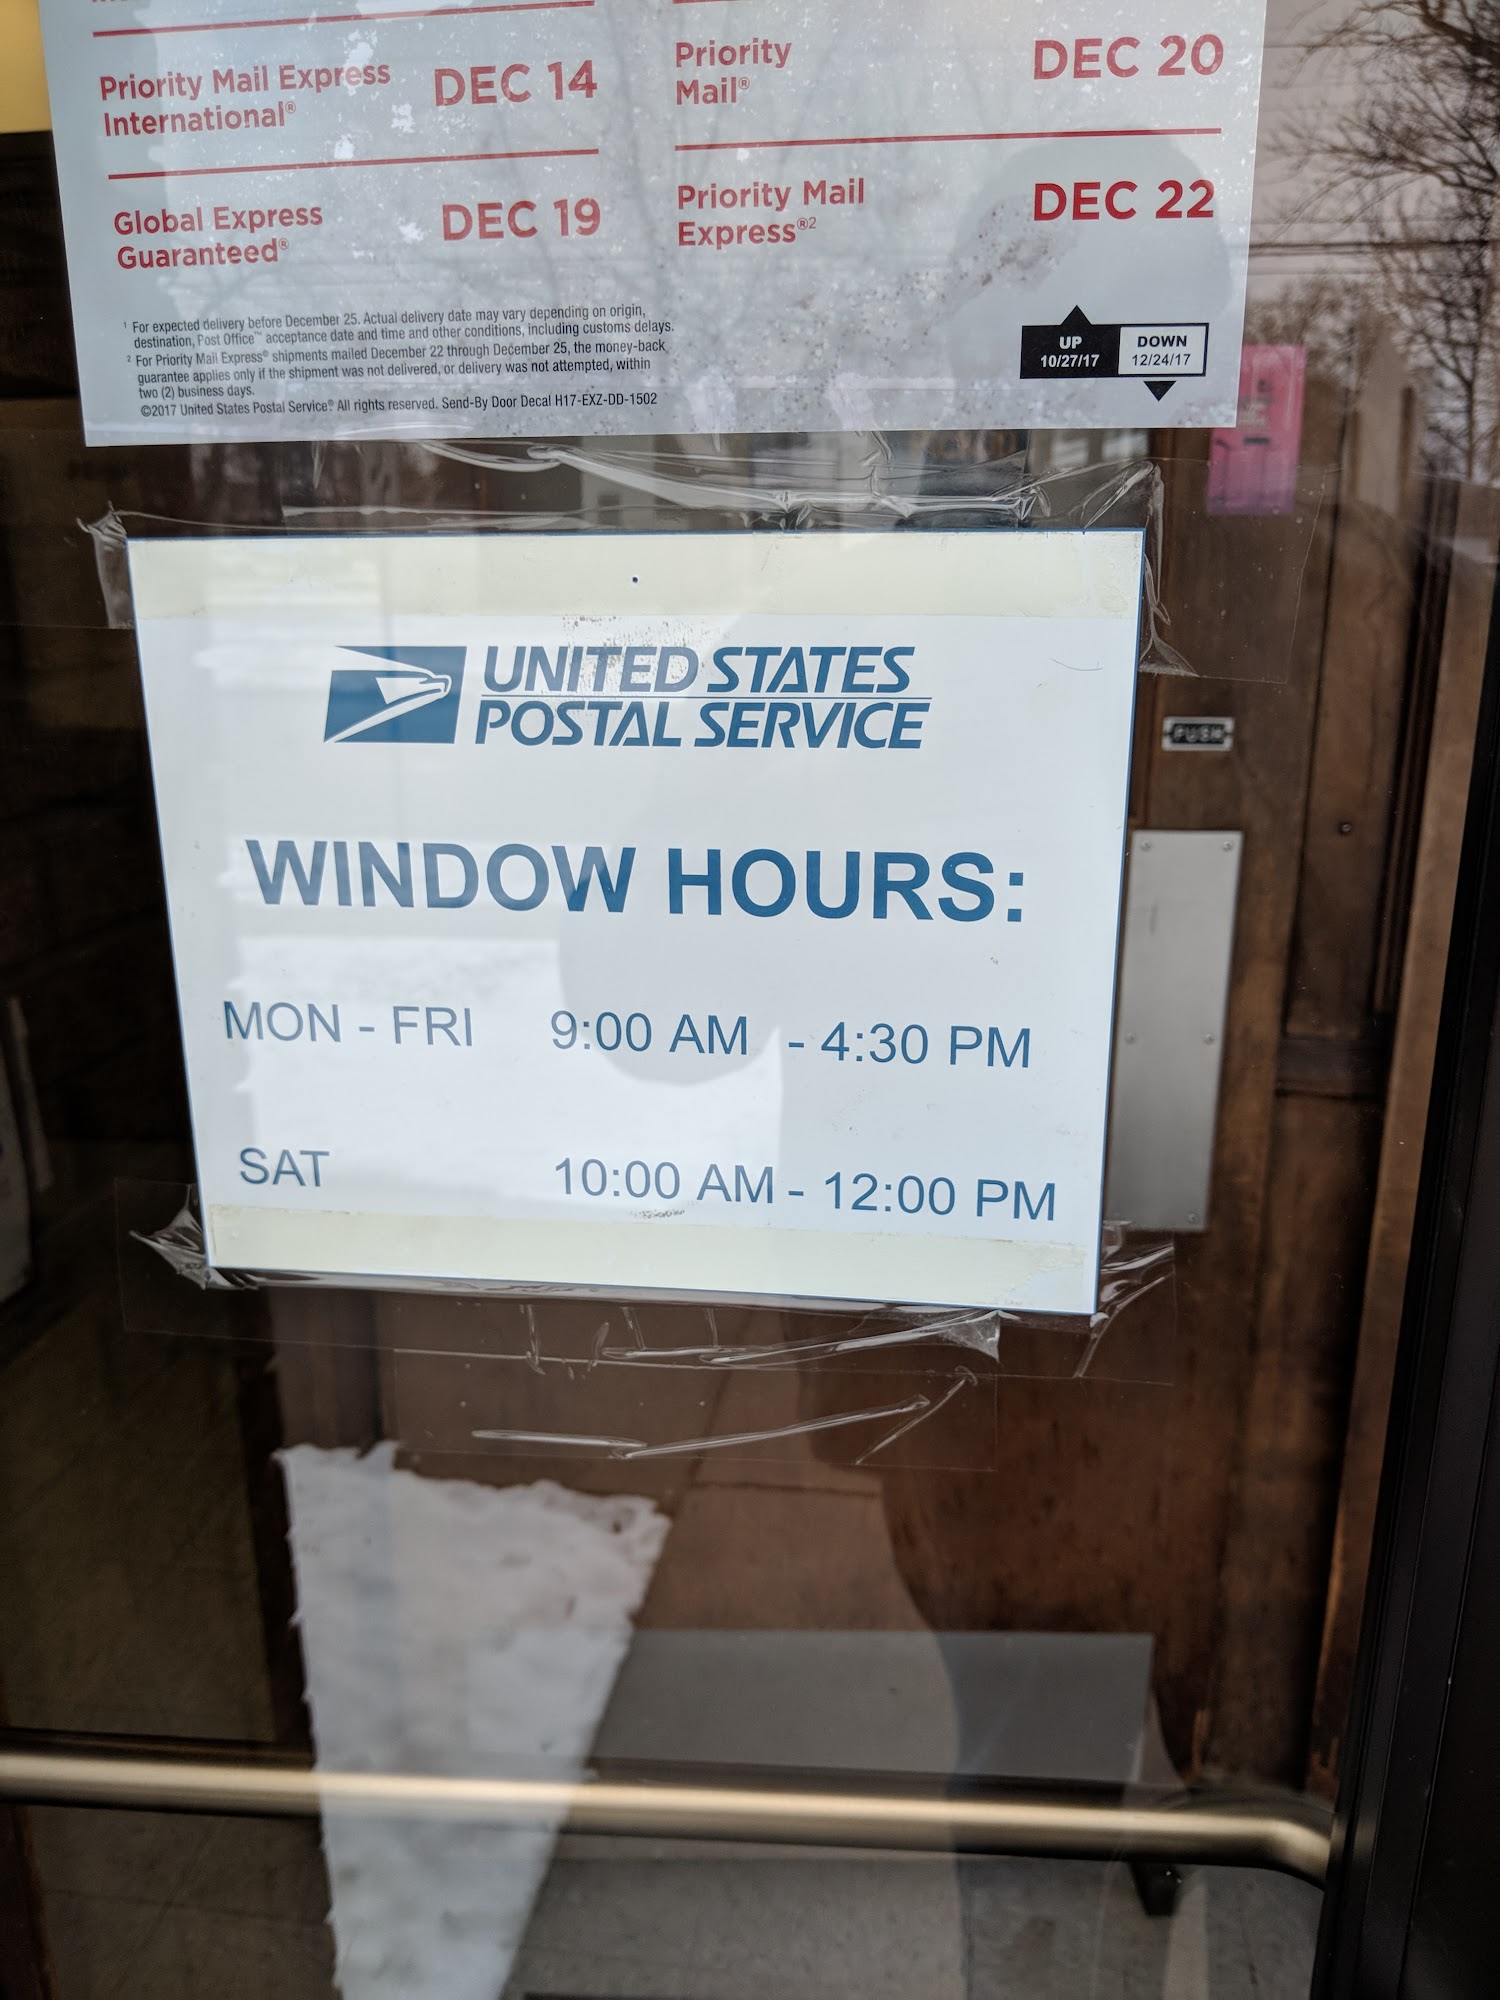 Priority Mail Express
International®
DEC 14
Global Express
Guaranteed®
DEC 19
Priority
Mail®
DEC 20
Priority Mail
Express®2
DEC 22
1 For expected delivery before December 25. Actual delivery date may vary depending on origin,
destination, Post Office™ acceptance date and time and other conditions, including customs delays.
2 For Priority Mail Express® shipments mailed December 22 through December 25, the money-back
guarantee applies only if the shipment was not delivered, or delivery was not attempted, within
two (2) business days.
©2017 United States Postal Service® All rights reserved. Send-By Door Decal H17-EXZ-DD-1502
UP
10/27/17
DOWN
12/24/17
UNITED STATES
POSTAL SERVICE
WINDOW HOURS:
MON - FRI 9:00 AM - 4:30 PM
SAT 10:00 AM - 12:00 PM
PUSH